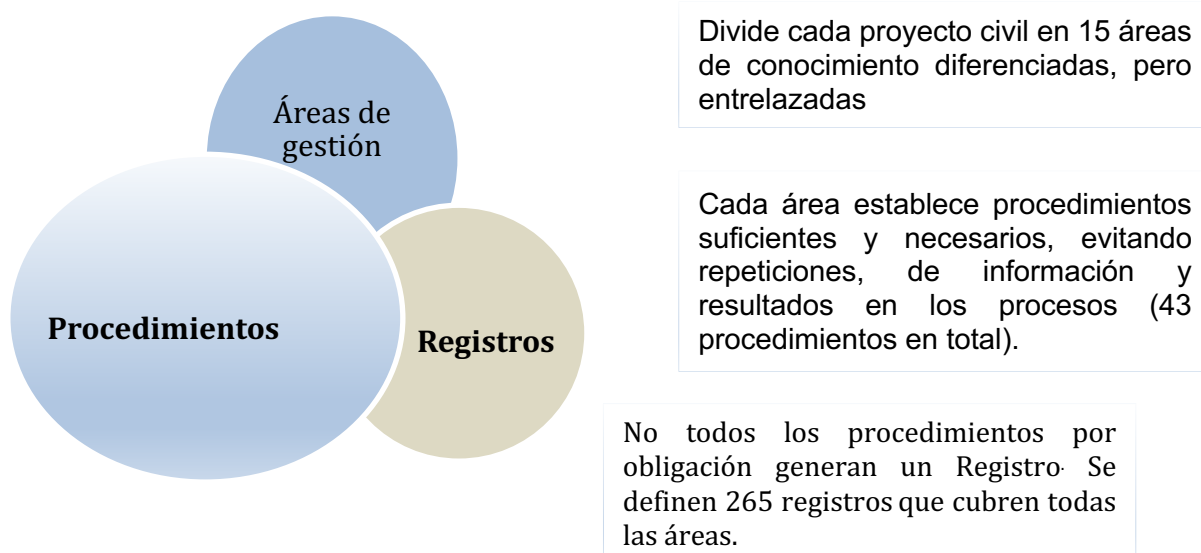 Áreas de
gestión
Procedimientos
Registros
Divide cada proyecto civil en 15 áreas
de conocimiento diferenciadas, pero
entrelazadas
Cada área establece procedimientos
suficientes y necesarios, evitando
repeticiones, de información y
resultados en los procesos (43
procedimientos en total).
No todos los procedimientos por
obligación generan un Registro. Se
definen 265 registros que cubren todas
las áreas.